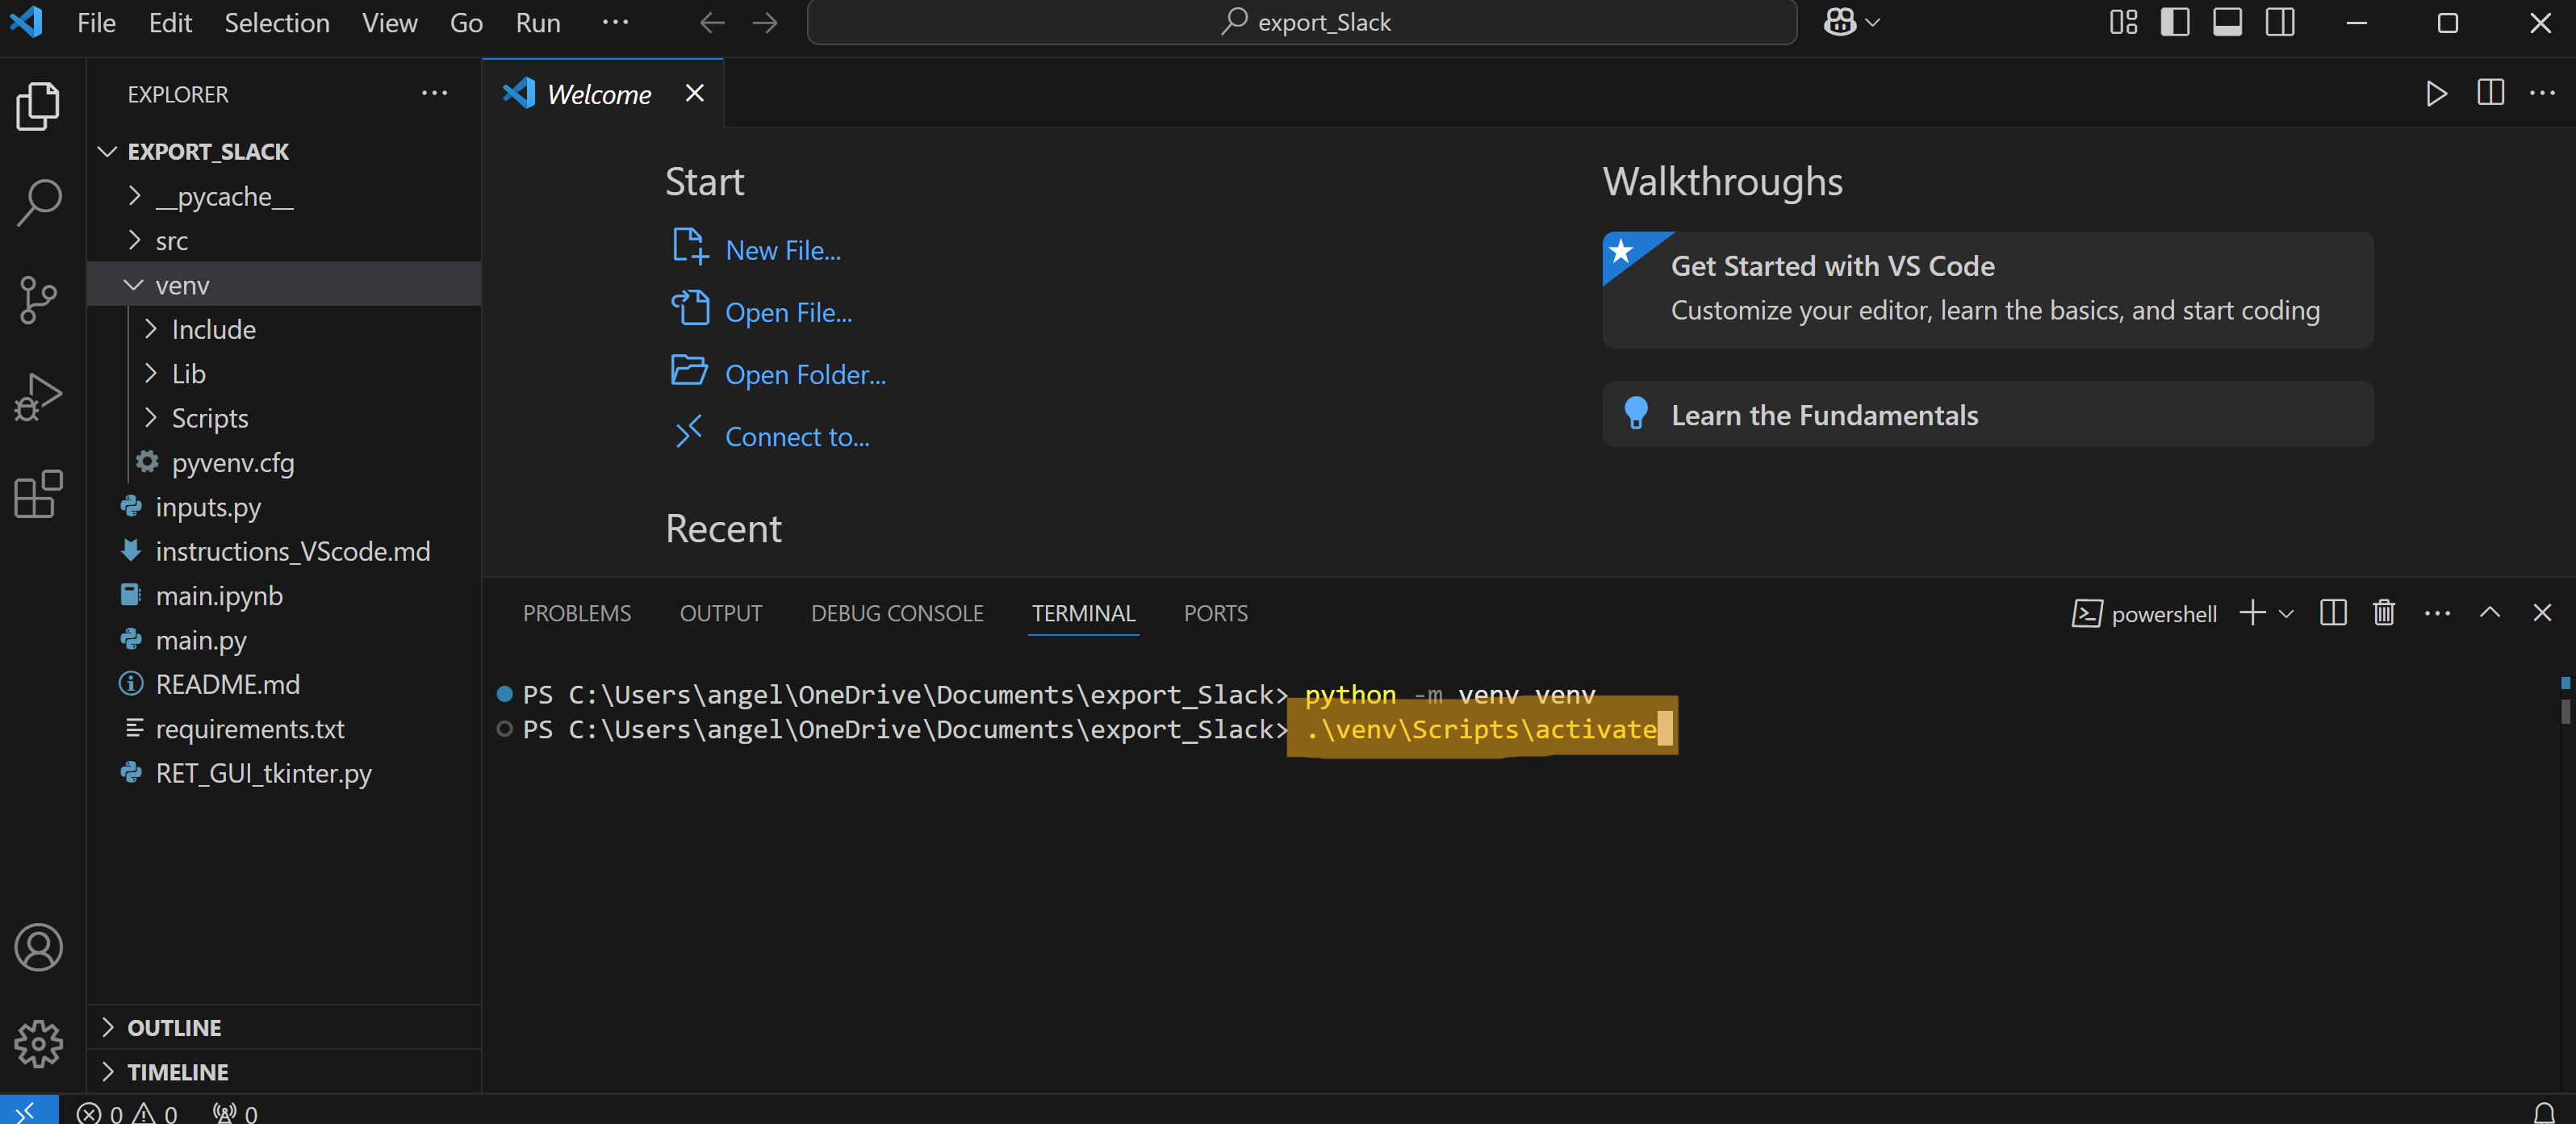 File Edit Selection View Go Run ···
export_Slack
EXPLORER ···
Welcome
EXPORT_SLACK
__pycache__
src
venv
Include
Lib
Scripts
pyvenv.cfg
inputs.py
instructions_VScode.md
main.ipynb
main.py
README.md
requirements.txt
RET_GUI_tkinter.py
OUTLINE
TIMELINE
Start
New File...
Open File...
Open Folder...
Connect to...
Recent
Walkthroughs
Get Started with VS Code
Customize your editor, learn the basics, and start coding
Learn the Fundamentals
PROBLEMS OUTPUT DEBUG CONSOLE TERMINAL PORTS
powershell
PS C:\Users\angel\OneDrive\Documents\export_Slack> python -m venv venv
PS C:\Users\angel\OneDrive\Documents\export_Slack> .\venv\Scripts\activate
0 0 0